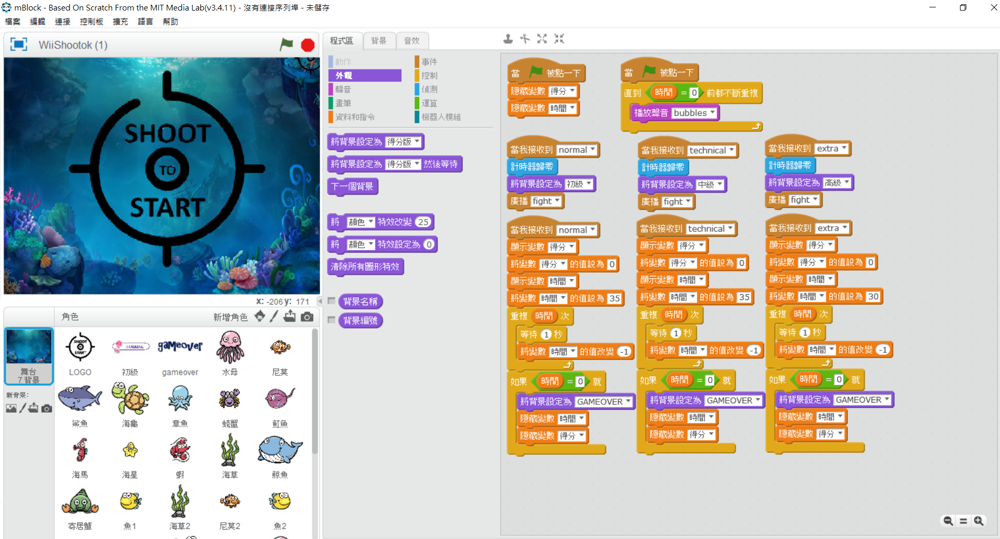 mBlock - Based On Scratch From the MIT Media Lab(v3.4.11) - 沒有連接序列埠 - 未儲存
檔案 編輯 連接 控制板 擴充 語言 幫助
WiiShootok (1)
SHOOT
TO
START
x: -206 y: 171
角色
新增角色
舞台
7 背景
新背景:
SHOOT
TO
START
gameover
LOGO
初級
gameover
水母
尼莫
鯊魚
海龜
章魚
螃蟹
魟魚
海馬
海星
蝦
海草
鯨魚
寄居蟹
魚1
海草2
尼莫2
魚2
程式區
背景
音效
動作
事件
外觀
控制
聲音
偵測
畫筆
運算
資料和指令
機器人模組
將背景設定為 得分版
將背景設定為 得分版 然後等待
下一個背景
將 顏色 特效改變 25
將 顏色 特效設定為 0
清除所有圖形特效
背景名稱
背景編號
當 被點一下
隱藏變數 得分
隱藏變數 時間
當 被點一下
直到 時間 = 0 前都不斷重複
播放聲音 bubbles
當我接收到 normal
計時器歸零
將背景設定為 初級
廣播 fight
當我接收到 technical
計時器歸零
將背景設定為 中級
廣播 fight
當我接收到 extra
計時器歸零
將背景設定為 高級
廣播 fight
當我接收到 normal
顯示變數 得分
將變數 得分 的值設為 0
顯示變數 時間
將變數 時間 的值設為 35
重複 時間 次
等待 1 秒
將變數 時間 的值改變 -1
如果 時間 = 0 就
將背景設定為 GAMEOVER
隱藏變數 時間
隱藏變數 得分
當我接收到 technical
顯示變數 得分
將變數 得分 的值設為 0
顯示變數 時間
將變數 時間 的值設為 35
重複 時間 次
等待 1 秒
將變數 時間 的值改變 -1
如果 時間 = 0 就
將背景設定為 GAMEOVER
隱藏變數 時間
隱藏變數 得分
當我接收到 extra
顯示變數 得分
將變數 得分 的值設為 0
顯示變數 時間
將變數 時間 的值設為 30
重複 時間 次
等待 1 秒
將變數 時間 的值改變 -1
如果 時間 = 0 就
將背景設定為 GAMEOVER
隱藏變數 時間
隱藏變數 得分